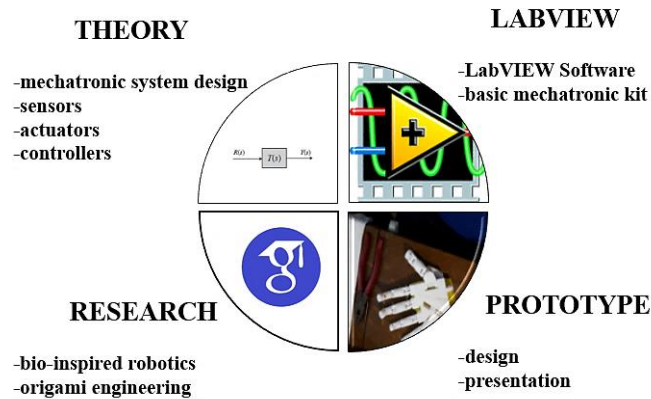 THEORY
-mechatronic system design
-sensors
-actuators
-controllers
LABVIEW
-LabVIEW Software
-basic mechatronic kit
R(s) T(s) Y(s)
g
RESEARCH
-bio-inspired robotics
-origami engineering
PROTOTYPE
-design
-presentation